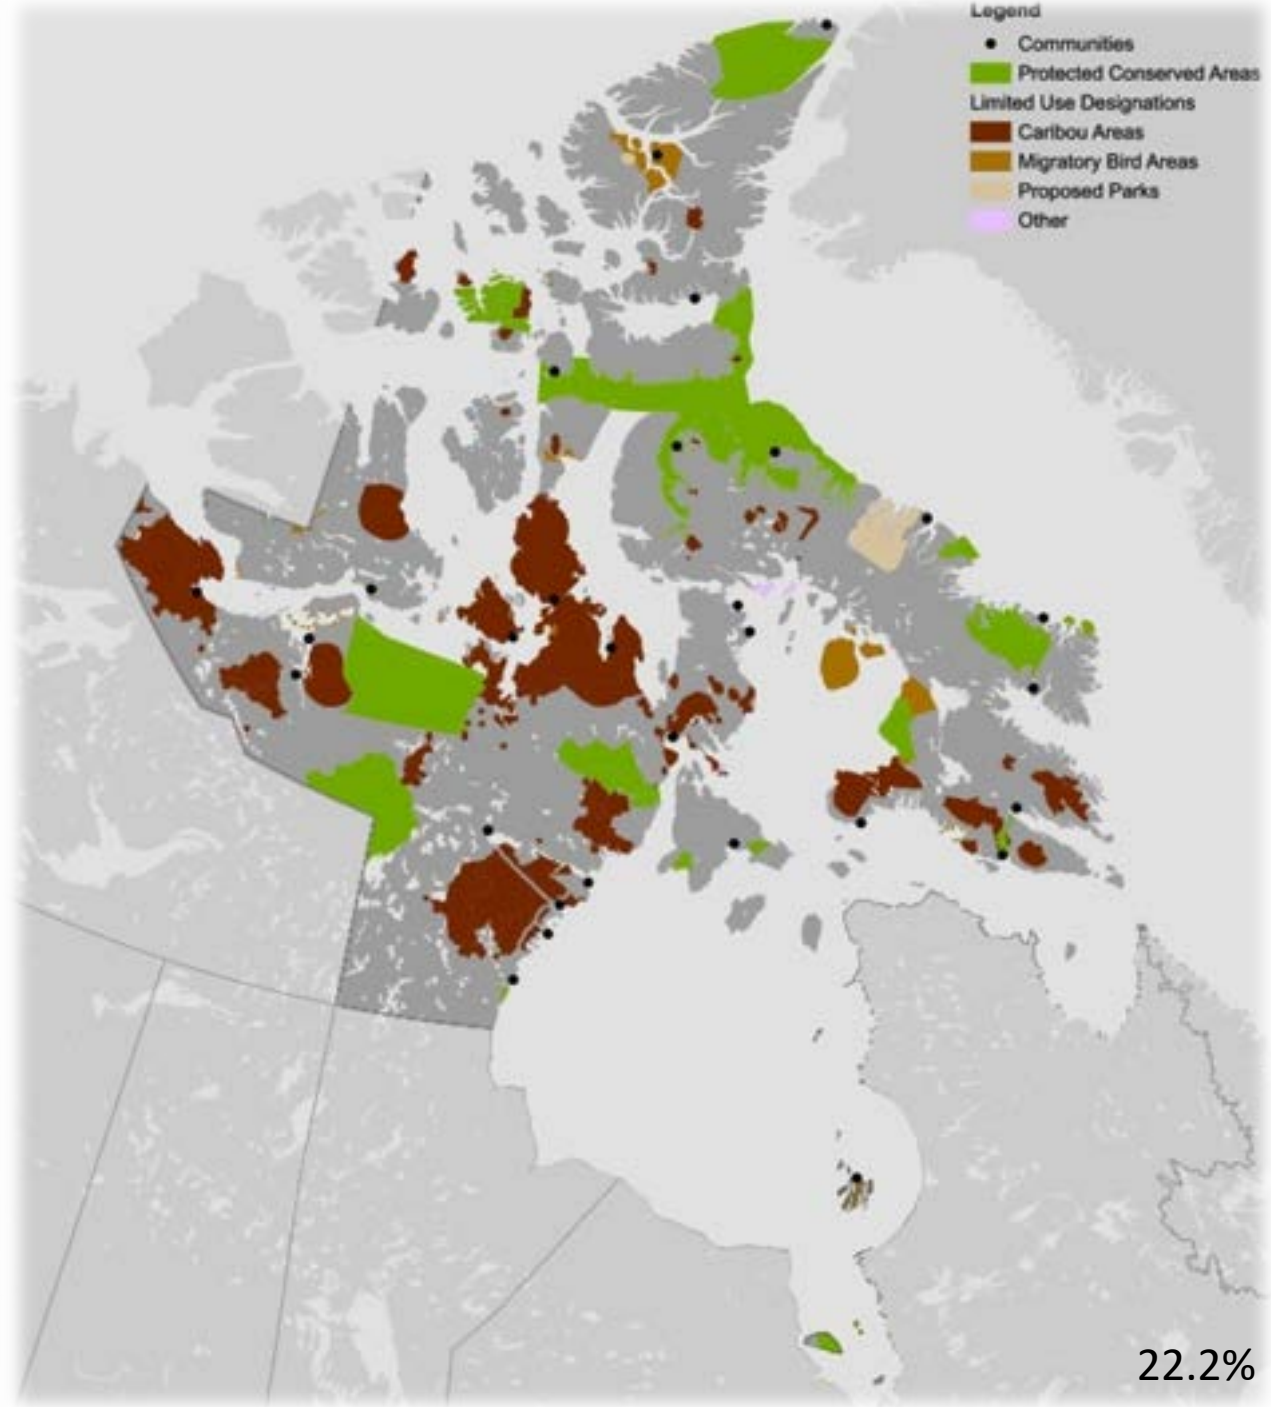 Legend
Communities
Protected Conserved Areas
Limited Use Designations
Caribou Areas
Migratory Bird Areas
Proposed Parks
Other
22.2%